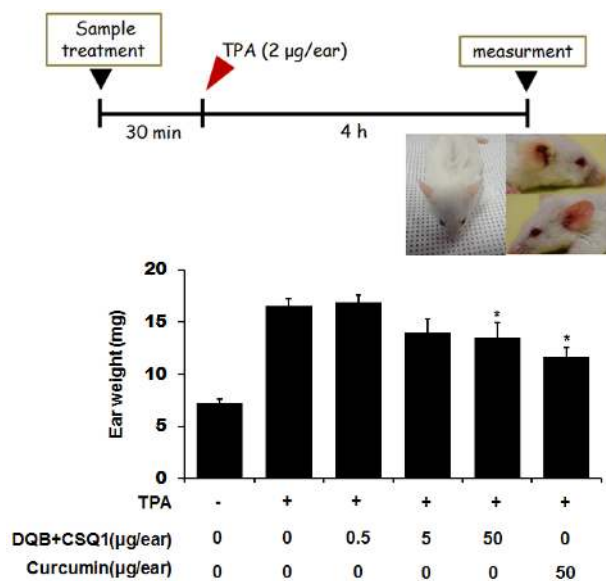 Sample
treatment
TPA (2 µg/ear)
measurment
30 min
4 h
20
15
10
5
0
Ear weight (mg)
*
*
TPA - + + + + +
DQB+CSQ1(µg/ear) 0 0 0.5 5 50 0
Curcumin(µg/ear) 0 0 0 0 0 50